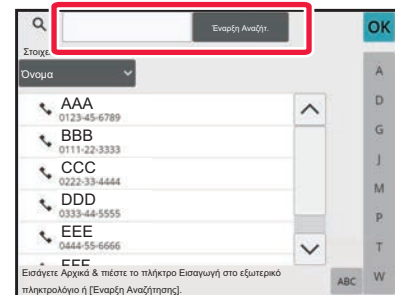 Έναρξη Αναζήτ.
OK
Στοιχε
Όνομα
AAA
0123-45-6789
BBB
0111-22-3333
CCC
0222-33-4444
DDD
0333-44-5555
EEE
0444-55-6666
FFF
Εισάγετε Αρχικά & πιέστε το πλήκτρο Εισαγωγή στο εξωτερικό
πληκτρολόγιο ή [Έναρξη Αναζήτησης].
A
D
G
J
M
P
T
W
ABC